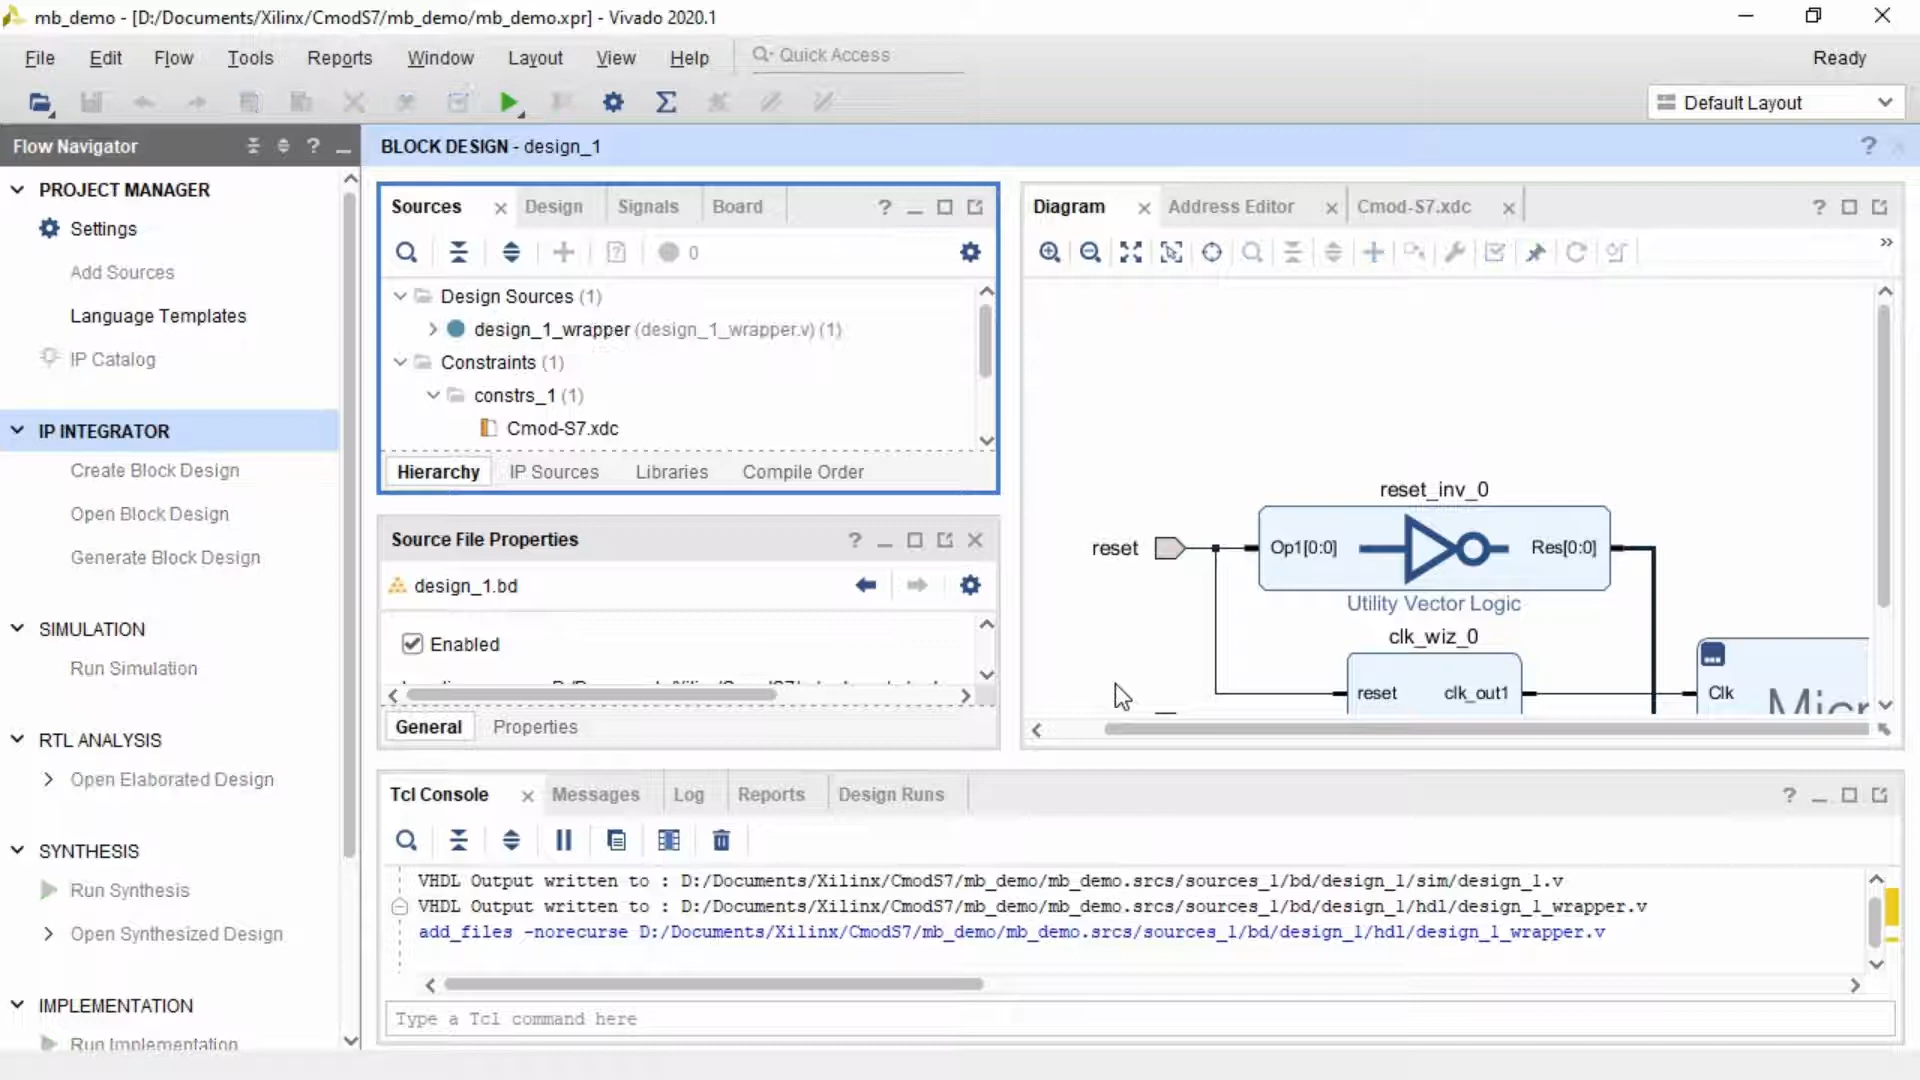 mb_demo - [D:/Documents/Xilinx/CmodS7/mb_demo/mb_demo.xpr] - Vivado 2020.1
File Edit Flow Tools Reports Window Layout View Help Quick Access Ready
Default Layout
Flow Navigator
PROJECT MANAGER
Settings
Add Sources
Language Templates
IP Catalog
IP INTEGRATOR
Create Block Design
Open Block Design
Generate Block Design
SIMULATION
Run Simulation
RTL ANALYSIS
Open Elaborated Design
SYNTHESIS
Run Synthesis
Open Synthesized Design
IMPLEMENTATION
Run Implementation
BLOCK DESIGN - design_1
Sources Design Signals Board
0
Design Sources (1)
design_1_wrapper (design_1_wrapper.v) (1)
Constraints (1)
constrs_1 (1)
Cmod-S7.xdc
Hierarchy IP Sources Libraries Compile Order
Source File Properties
design_1.bd
Enabled
General Properties
Diagram Address Editor Cmod-S7.xdc
reset_inv_0
reset Op1[0:0] Res[0:0]
Utility Vector Logic
clk_wiz_0
reset clk_out1 Clk
Tcl Console Messages Log Reports Design Runs
VHDL Output written to : D:/Documents/Xilinx/CmodS7/mb_demo/mb_demo.srcs/sources_1/bd/design_1/sim/design_1.v
VHDL Output written to : D:/Documents/Xilinx/CmodS7/mb_demo/mb_demo.srcs/sources_1/bd/design_1/hdl/design_1_wrapper.v
add_files -norecurse D:/Documents/Xilinx/CmodS7/mb_demo/mb_demo.srcs/sources_1/bd/design_1/hdl/design_1_wrapper.v
Type a Tcl command here